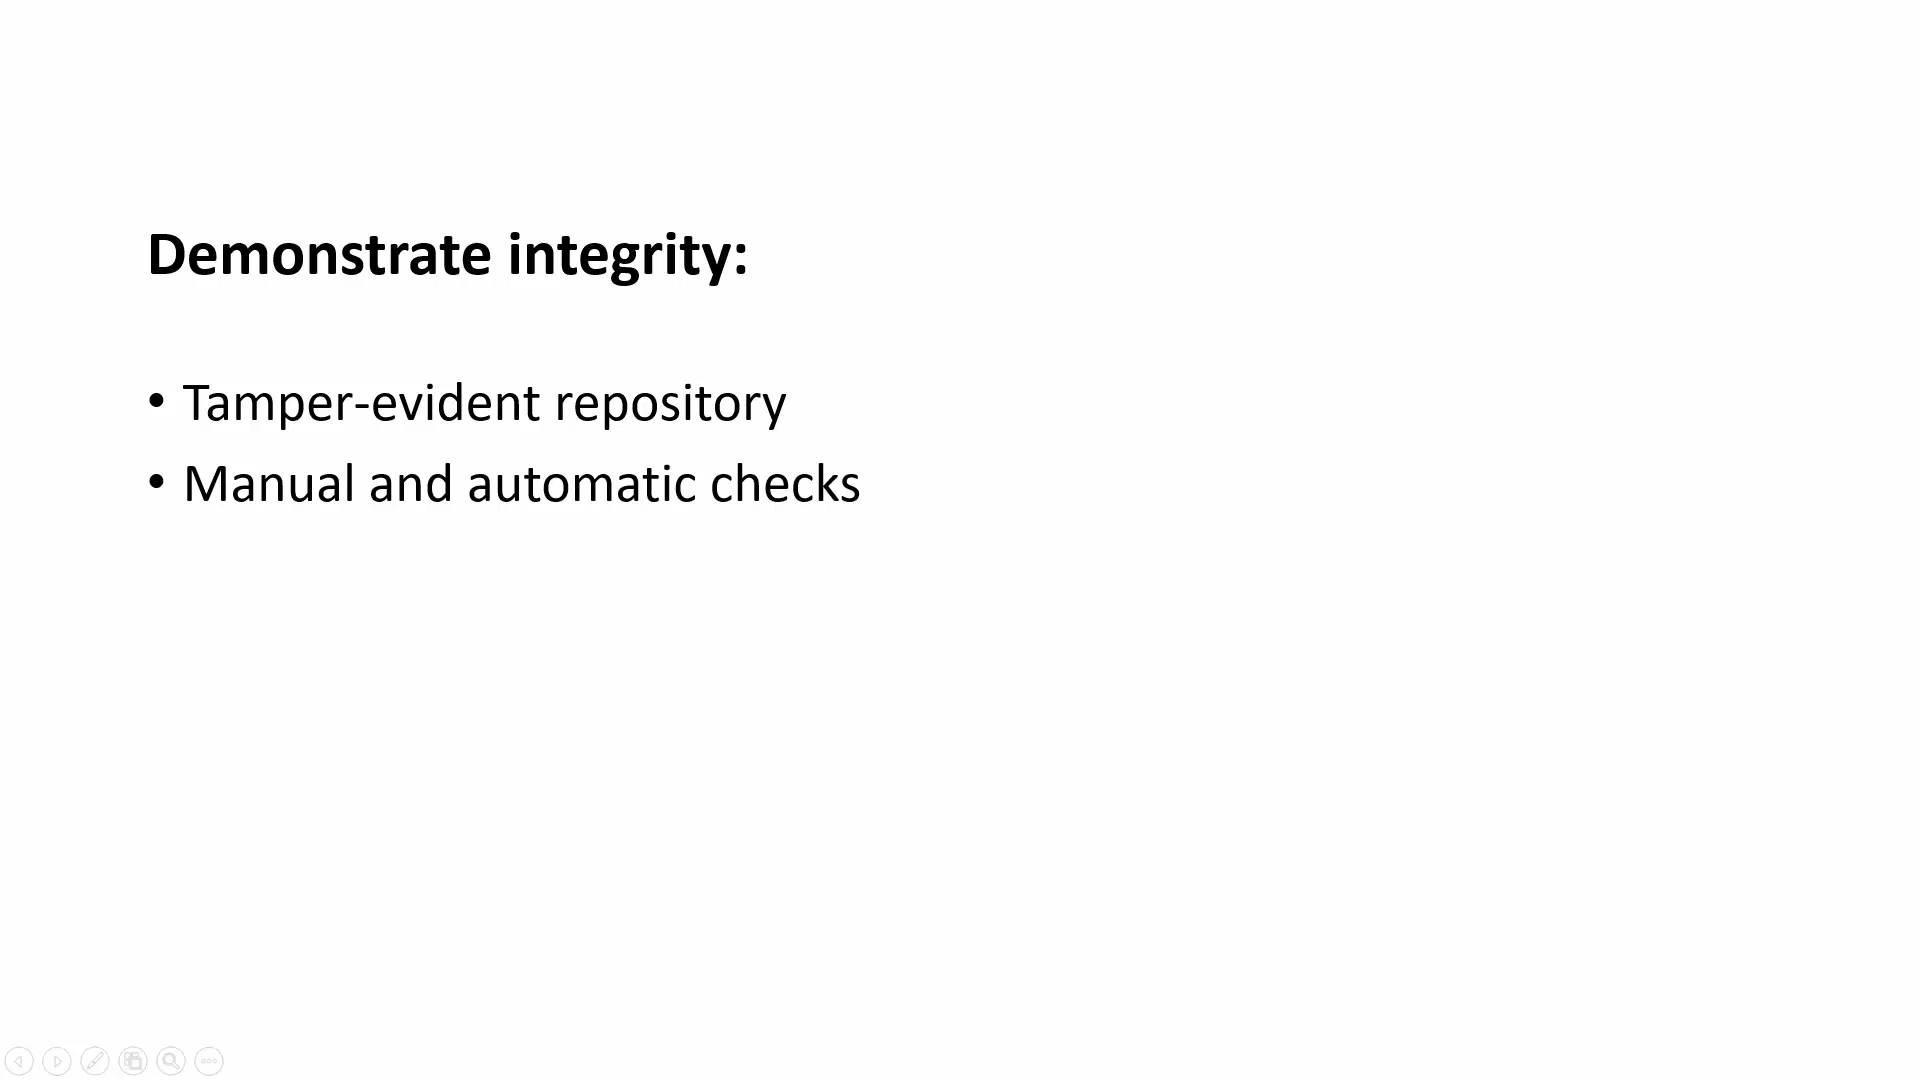 Demonstrate integrity:
• Tamper-evident repository
• Manual and automatic checks